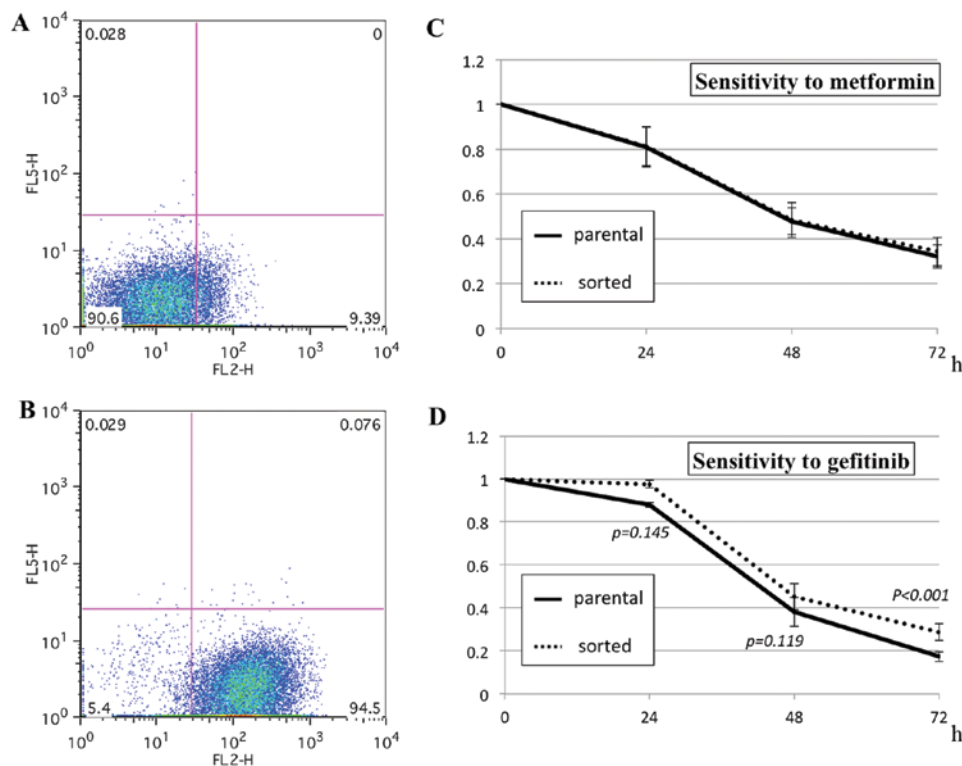 A
10⁴
10³
10²
10¹
10⁰
FL5-H
0.028
0
90.6
9.39
10⁰ 10¹ 10² 10³ 10⁴
FL2-H
B
10⁴
10³
10²
10¹
10⁰
FL5-H
0.029
0.076
5.4
94.5
10⁰ 10¹ 10² 10³ 10⁴
FL2-H
C
Sensitivity to metformin
1.2
1
0.8
0.6
0.4
0.2
0
parental
sorted
0 24 48 72 h
D
Sensitivity to gefitinib
1.2
1
0.8
0.6
0.4
0.2
0
p=0.145
p=0.119
P<0.001
parental
sorted
0 24 48 72 h